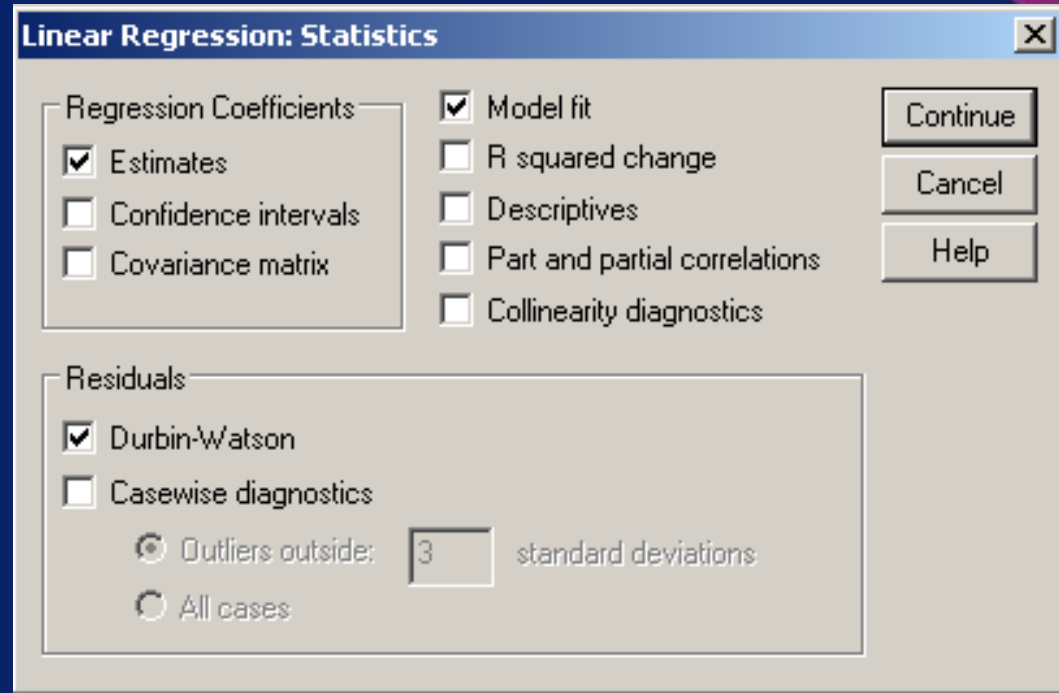 Linear Regression: Statistics
Regression Coefficients
Estimates
Confidence intervals
Covariance matrix
Model fit
R squared change
Descriptives
Part and partial correlations
Collinearity diagnostics
Continue
Cancel
Help
Residuals
Durbin-Watson
Casewise diagnostics
Outliers outside: 3 standard deviations
All cases